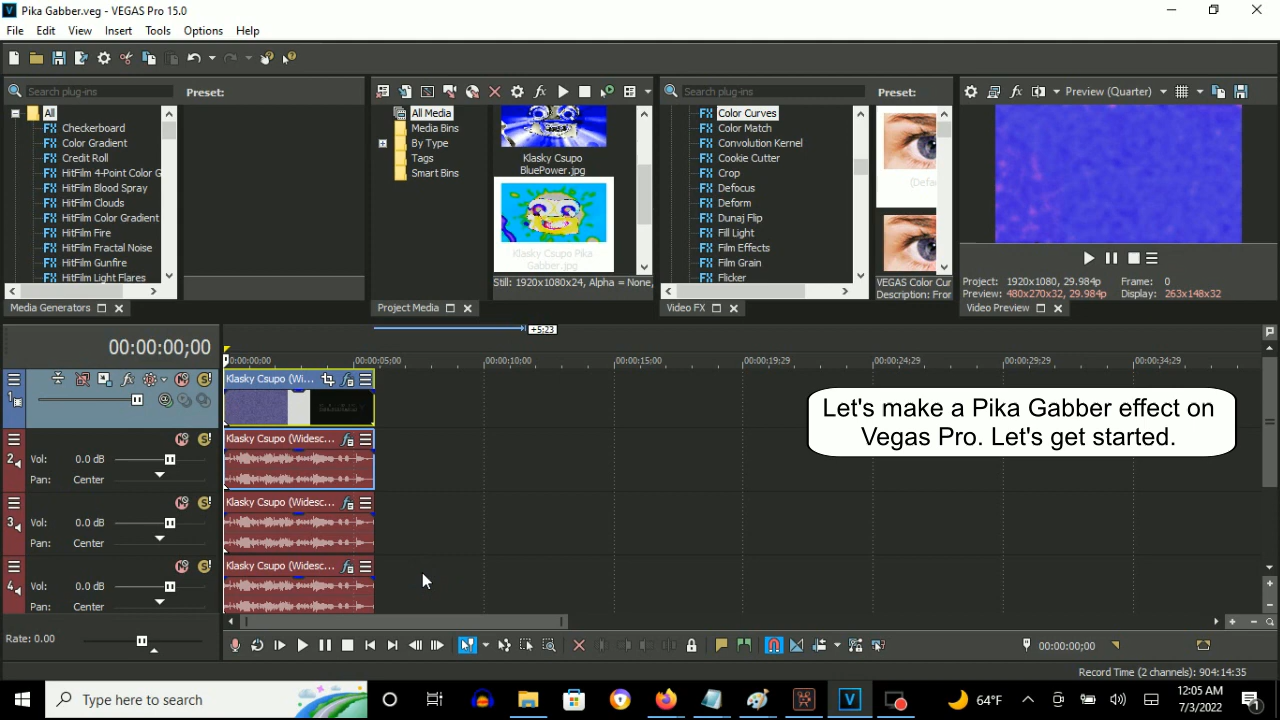 Pika Gabber.veg - VEGAS Pro 15.0
File Edit View Insert Tools Options Help
Search plug-ins
Preset:
All
Checkerboard
Color Gradient
Credit Roll
HitFilm 4-Point Color G
HitFilm Blood Spray
HitFilm Clouds
HitFilm Color Gradient
HitFilm Fire
HitFilm Fractal Noise
HitFilm Gunfire
HitFilm Light Flares
Media Generators
All Media
Media Bins
By Type
Tags
Smart Bins
Klasky Csupo
BluePower.jpg
Klasky Csupo Pika
Gabber.jpg
Still: 1920x1080x24, Alpha = None,
Project Media
Search plug-ins
Preset:
Color Curves
Color Match
Convolution Kernel
Cookie Cutter
Crop
Defocus
Deform
Dunaj Flip
Fill Light
Film Effects
Film Grain
Flicker
(Defa
VEGAS Color Cur
Description: Fror
Video FX
Preview (Quarter)
Project: 1920x1080, 29.984p
Frame: 0
Preview: 480x270x32, 29.984p
Display: 263x148x32
Video Preview
00:00:00;00
+5;23
00:00:00;00
00:00:05;00
00:00:10;00
00:00:15;00
00:00:19;29
00:00:24;29
00:00:29;29
00:00:34;29
1
Klasky Csupo (Wi...
Let's make a Pika Gabber effect on
Vegas Pro. Let's get started.
2
Vol: 0.0 dB
Pan: Center
Klasky Csupo (Widesc...
3
Vol: 0.0 dB
Pan: Center
Klasky Csupo (Widesc...
4
Vol: 0.0 dB
Pan: Center
Klasky Csupo (Widesc...
Rate: 0.00
00:00:00;00
Record Time (2 channels): 904:14:35
Type here to search
64°F
12:05 AM
7/3/2022
1